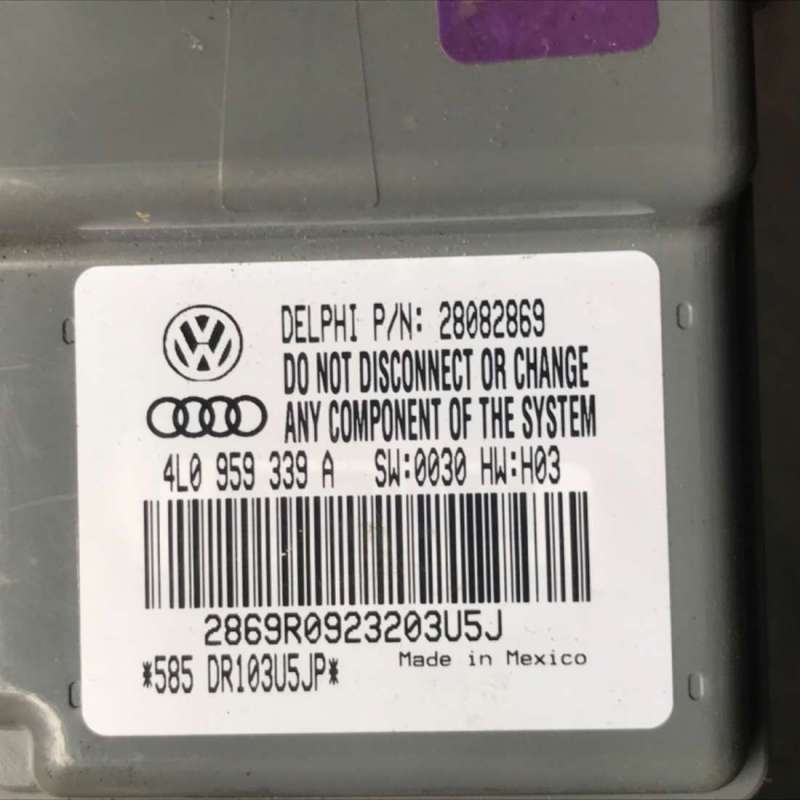 DELPHI P/N: 28082869
DO NOT DISCONNECT OR CHANGE
ANY COMPONENT OF THE SYSTEM
4L0 959 339 A SW:0030 HW:H03
2869R0923203U5J
*585 DR103U5JP* Made in Mexico